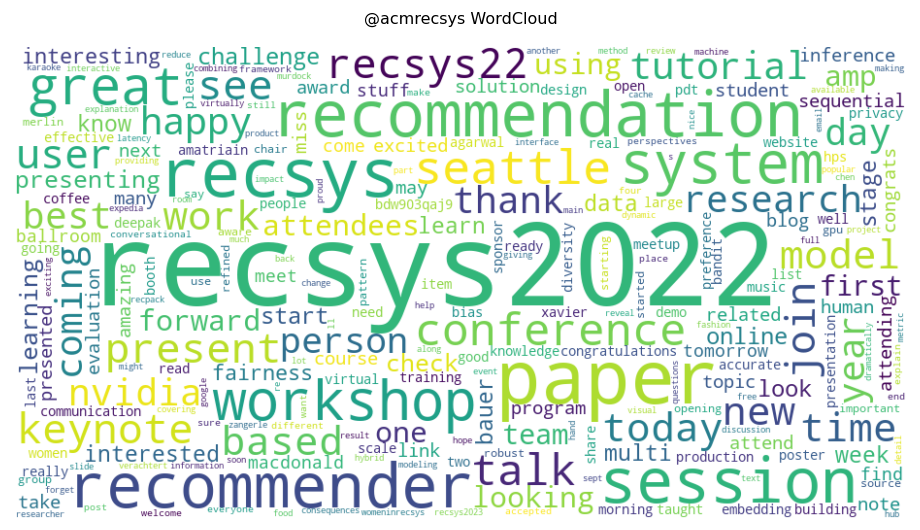 @acmrecsys WordCloud
interesting
karaoke
reduce
interactive
please
combining
framework
murdock
challenge
recsys22
another
method
review
machine
using
tutorial
inference
making
great
see
award
stuff
make
solution
design
open
pdt
student
amp
available
sequential
explanation
virtually
still
miss
recommendation
cache
nice
email
privacy
merlin
know
happy
effective
latency
product
come
excited
agarwal
interface
real
perspectives
website
day
stage
congrats
user
next
amatriain
chair
recsys
part
seattle
system
s
popular
hps
chen
providing
presenting
coffee
many
expedia
room
say
impact
people
proud
may
bdw903qaj9
thank
main
four
data
large
dynamic
research
blog
well
gpu
project
best
deepak
work
attendees
learn
ballroom
conversational
aware
much
going
sponsor
ready
giving
diversity
starting
meetup
preference
bandit
full
exciting
coming
evaluation
amazing
booth
refined
recsys2022
back
meet
pattern
item
place
started
list
model
learning
presented
recpack
use
change
need
help
bias
xavier
reveal
demo
music
related
human
first
attending
forward
start
ll
person
conference
fashion
online
year
last
might
present
read
fairness
course
check
along
good
knowledge
congratulations
tomorrow
accurate
join
presentation
dramatically
explain
metric
google
lot
re
want
virtual
training
event
questions
topic
free
look
end
nvidia
communication
covering
workshop
different
bauer
program
paper
visual
opening
new
important
women
sure
zangerle
result
one
hope
team
hand
share
today
discussion
time
detail
keynote
really
interested
verachtert
information
based
soon
macdonald
scale
hybrid
link
modeling
two
robust
multi
attend
production
poster
week
text
find
source
group
slide
recommender
talk
looking
sept
session
embedding
building
take
forget
note
researcher
post
welcome
everyone
food
consequences
womeninrecsys
recsys2023
accepted
morning
taught
hub